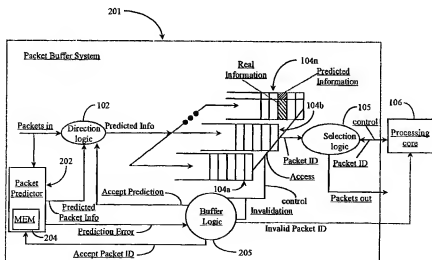 201
Packet Buffer System
Real
Information
104n
Predicted
Information
102
104b
105
106
Packets in
Direction
logic
Predicted Info
Selection
logic
control
Packet ID
Processing
core
202
Packet ID
Access
Packet
Predictor
Predicted
Packet Info
Accept Prediction
104a
control
Invalidation
Packets out
MEM
204
Prediction Error
Buffer
Logic
Invalid Packet ID
Accept Packet ID
205